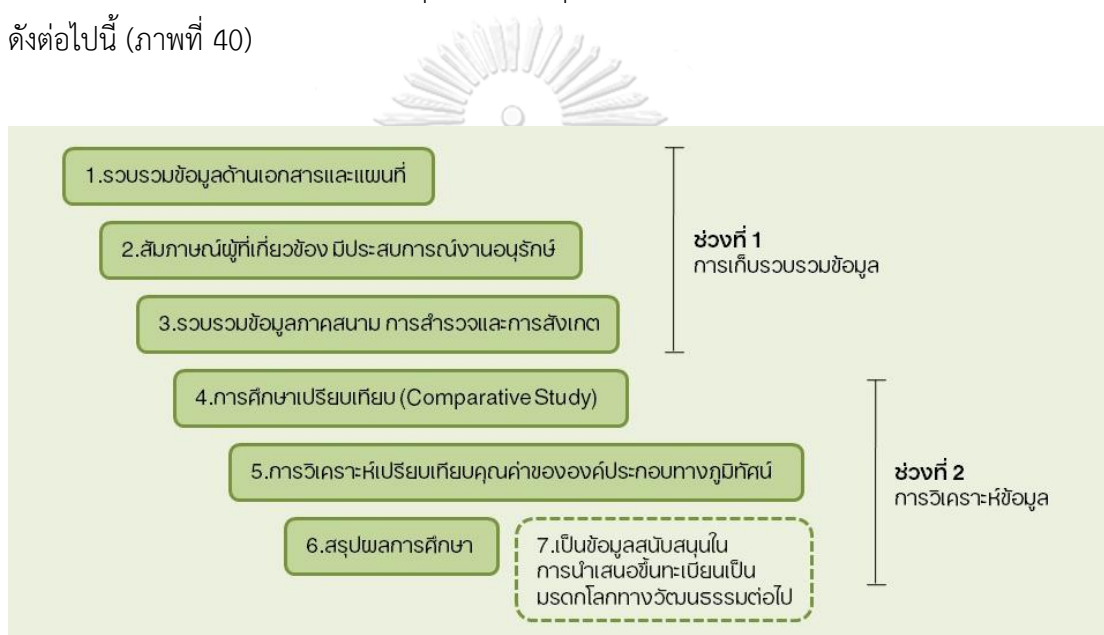 ดังต่อไปนี้ (ภาพที่ 40)
1.รวบรวมข้อมูลด้านเอกสารและแผนที่
2.สัมภาษณ์ผู้ที่เกี่ยวข้อง มีประสบการณ์งานอนุรักษ์
3.รวบรวมข้อมูลภาคสนาม การสำรวจและการสังเกต
ช่วงที่ 1
การเก็บรวบรวมข้อมูล
4.การศึกษาเปรียบเทียบ (Comparative Study)
5.การวิเคราะห์เปรียบเทียบคุณค่าขององค์ประกอบทางภูมิทัศน์
6.สรุปผลการศึกษา
7.เป็นข้อมูลสนับสนุนใน
การนำเสนอขึ้นทะเบียนเป็น
มรดกโลกทางวัฒนธรรมต่อไป
ช่วงที่ 2
การวิเคราะห์ข้อมูล